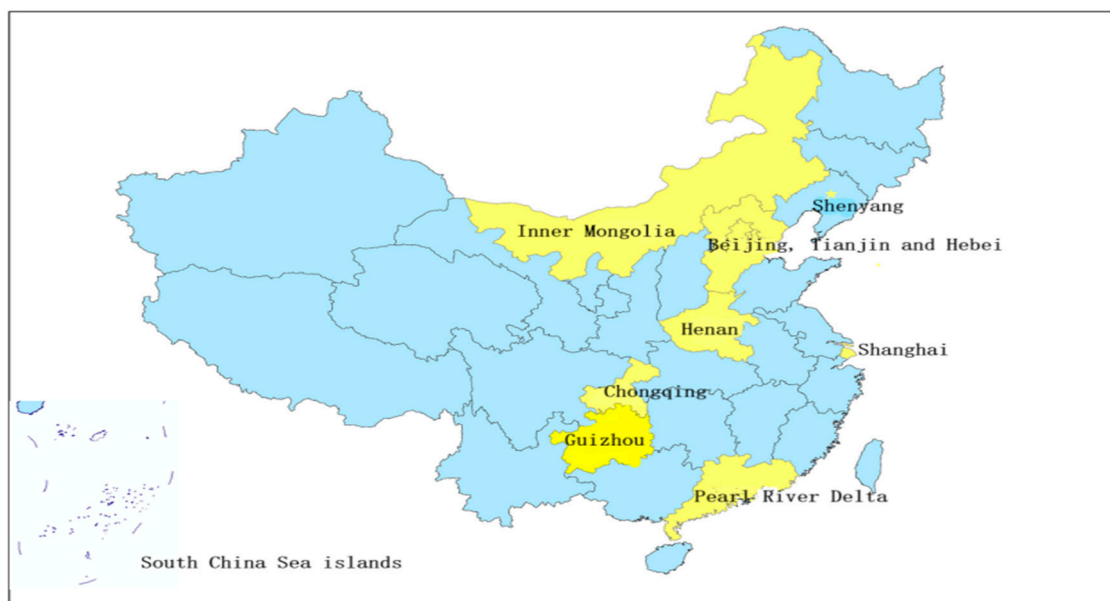 Shenyang
Inner Mongolia
Beijing, Tianjin and Hebei
Henan
Shanghai
Chongqing
Guizhou
Pearl River Delta
South China Sea islands